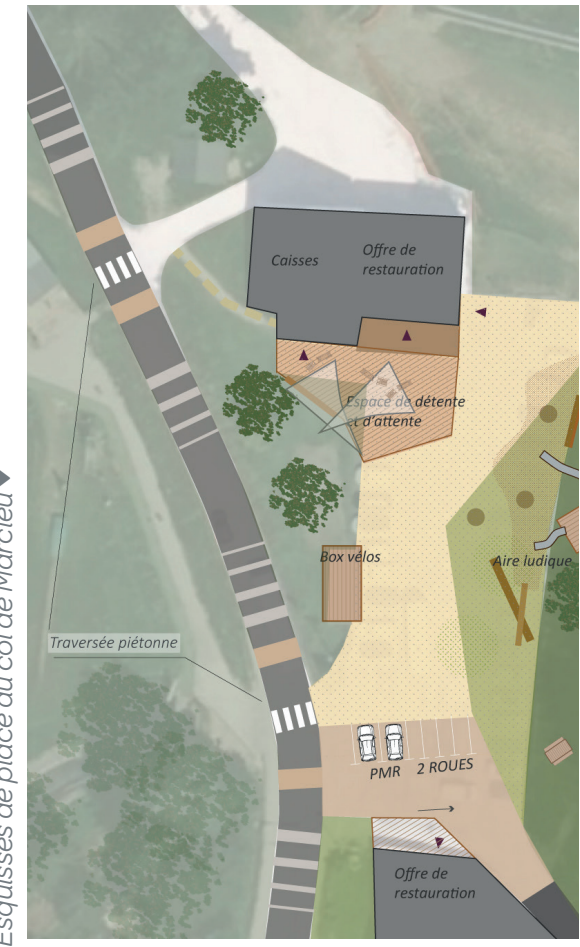 Esquisses de place au col de Marcieu
Caisses
Offre de
restauration
Espace de détente
et d'attente
Box vélos
Aire ludique
Traversée piétonne
PMR
2 ROUES
Offre de
restauration